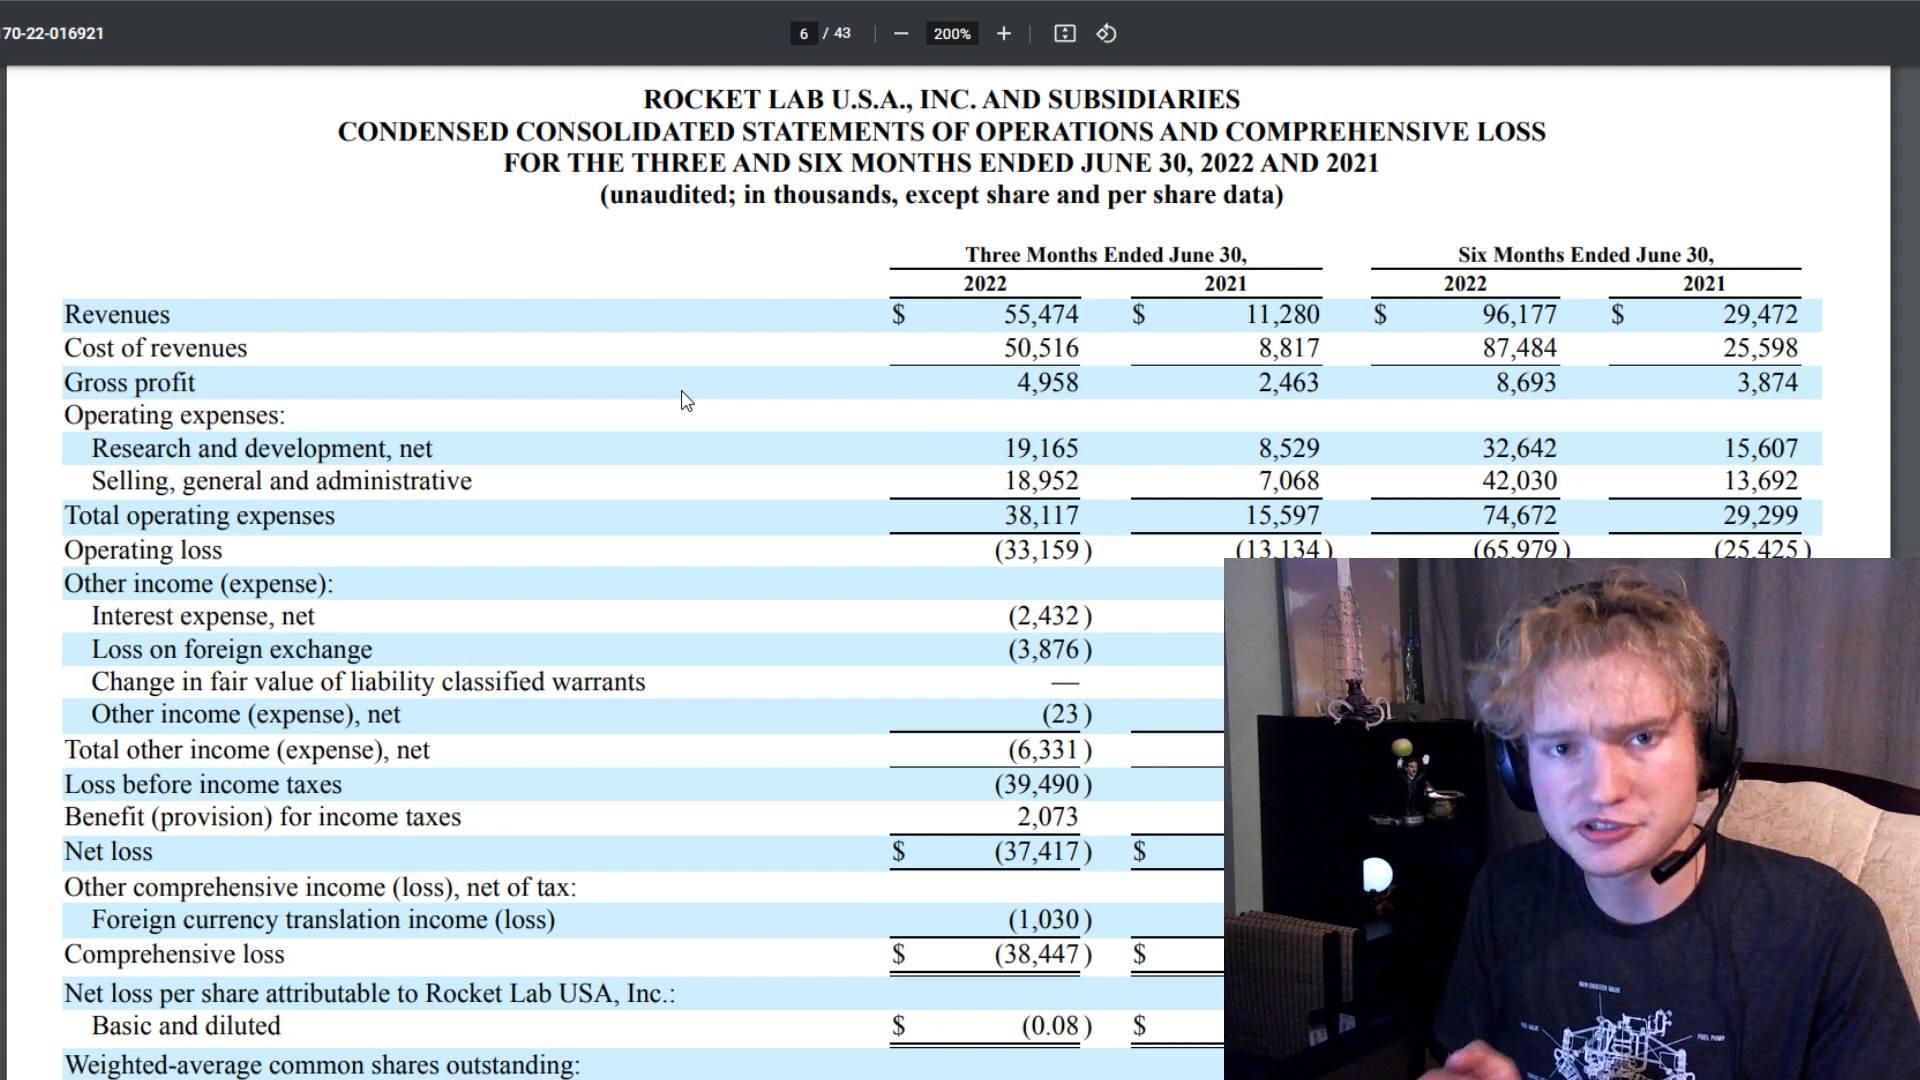 70-22-016921
6 / 43
200%
ROCKET LAB U.S.A., INC. AND SUBSIDIARIES
CONDENSED CONSOLIDATED STATEMENTS OF OPERATIONS AND COMPREHENSIVE LOSS
FOR THE THREE AND SIX MONTHS ENDED JUNE 30, 2022 AND 2021
(unaudited; in thousands, except share and per share data)
Three Months Ended June 30, Six Months Ended June 30,
2022 2021 2022 2021
Revenues $ 55,474 $ 11,280 $ 96,177 $ 29,472
Cost of revenues 50,516 8,817 87,484 25,598
Gross profit 4,958 2,463 8,693 3,874
Operating expenses:
Research and development, net 19,165 8,529 32,642 15,607
Selling, general and administrative 18,952 7,068 42,030 13,692
Total operating expenses 38,117 15,597 74,672 29,299
Operating loss (33,159) (13,134) (65,979) (25,425)
Other income (expense):
Interest expense, net (2,432)
Loss on foreign exchange (3,876)
Change in fair value of liability classified warrants —
Other income (expense), net (23)
Total other income (expense), net (6,331)
Loss before income taxes (39,490)
Benefit (provision) for income taxes 2,073
Net loss $ (37,417) $
Other comprehensive income (loss), net of tax:
Foreign currency translation income (loss) (1,030)
Comprehensive loss $ (38,447) $
Net loss per share attributable to Rocket Lab USA, Inc.:
Basic and diluted $ (0.08) $
Weighted-average common shares outstanding:
FUEL PUMP